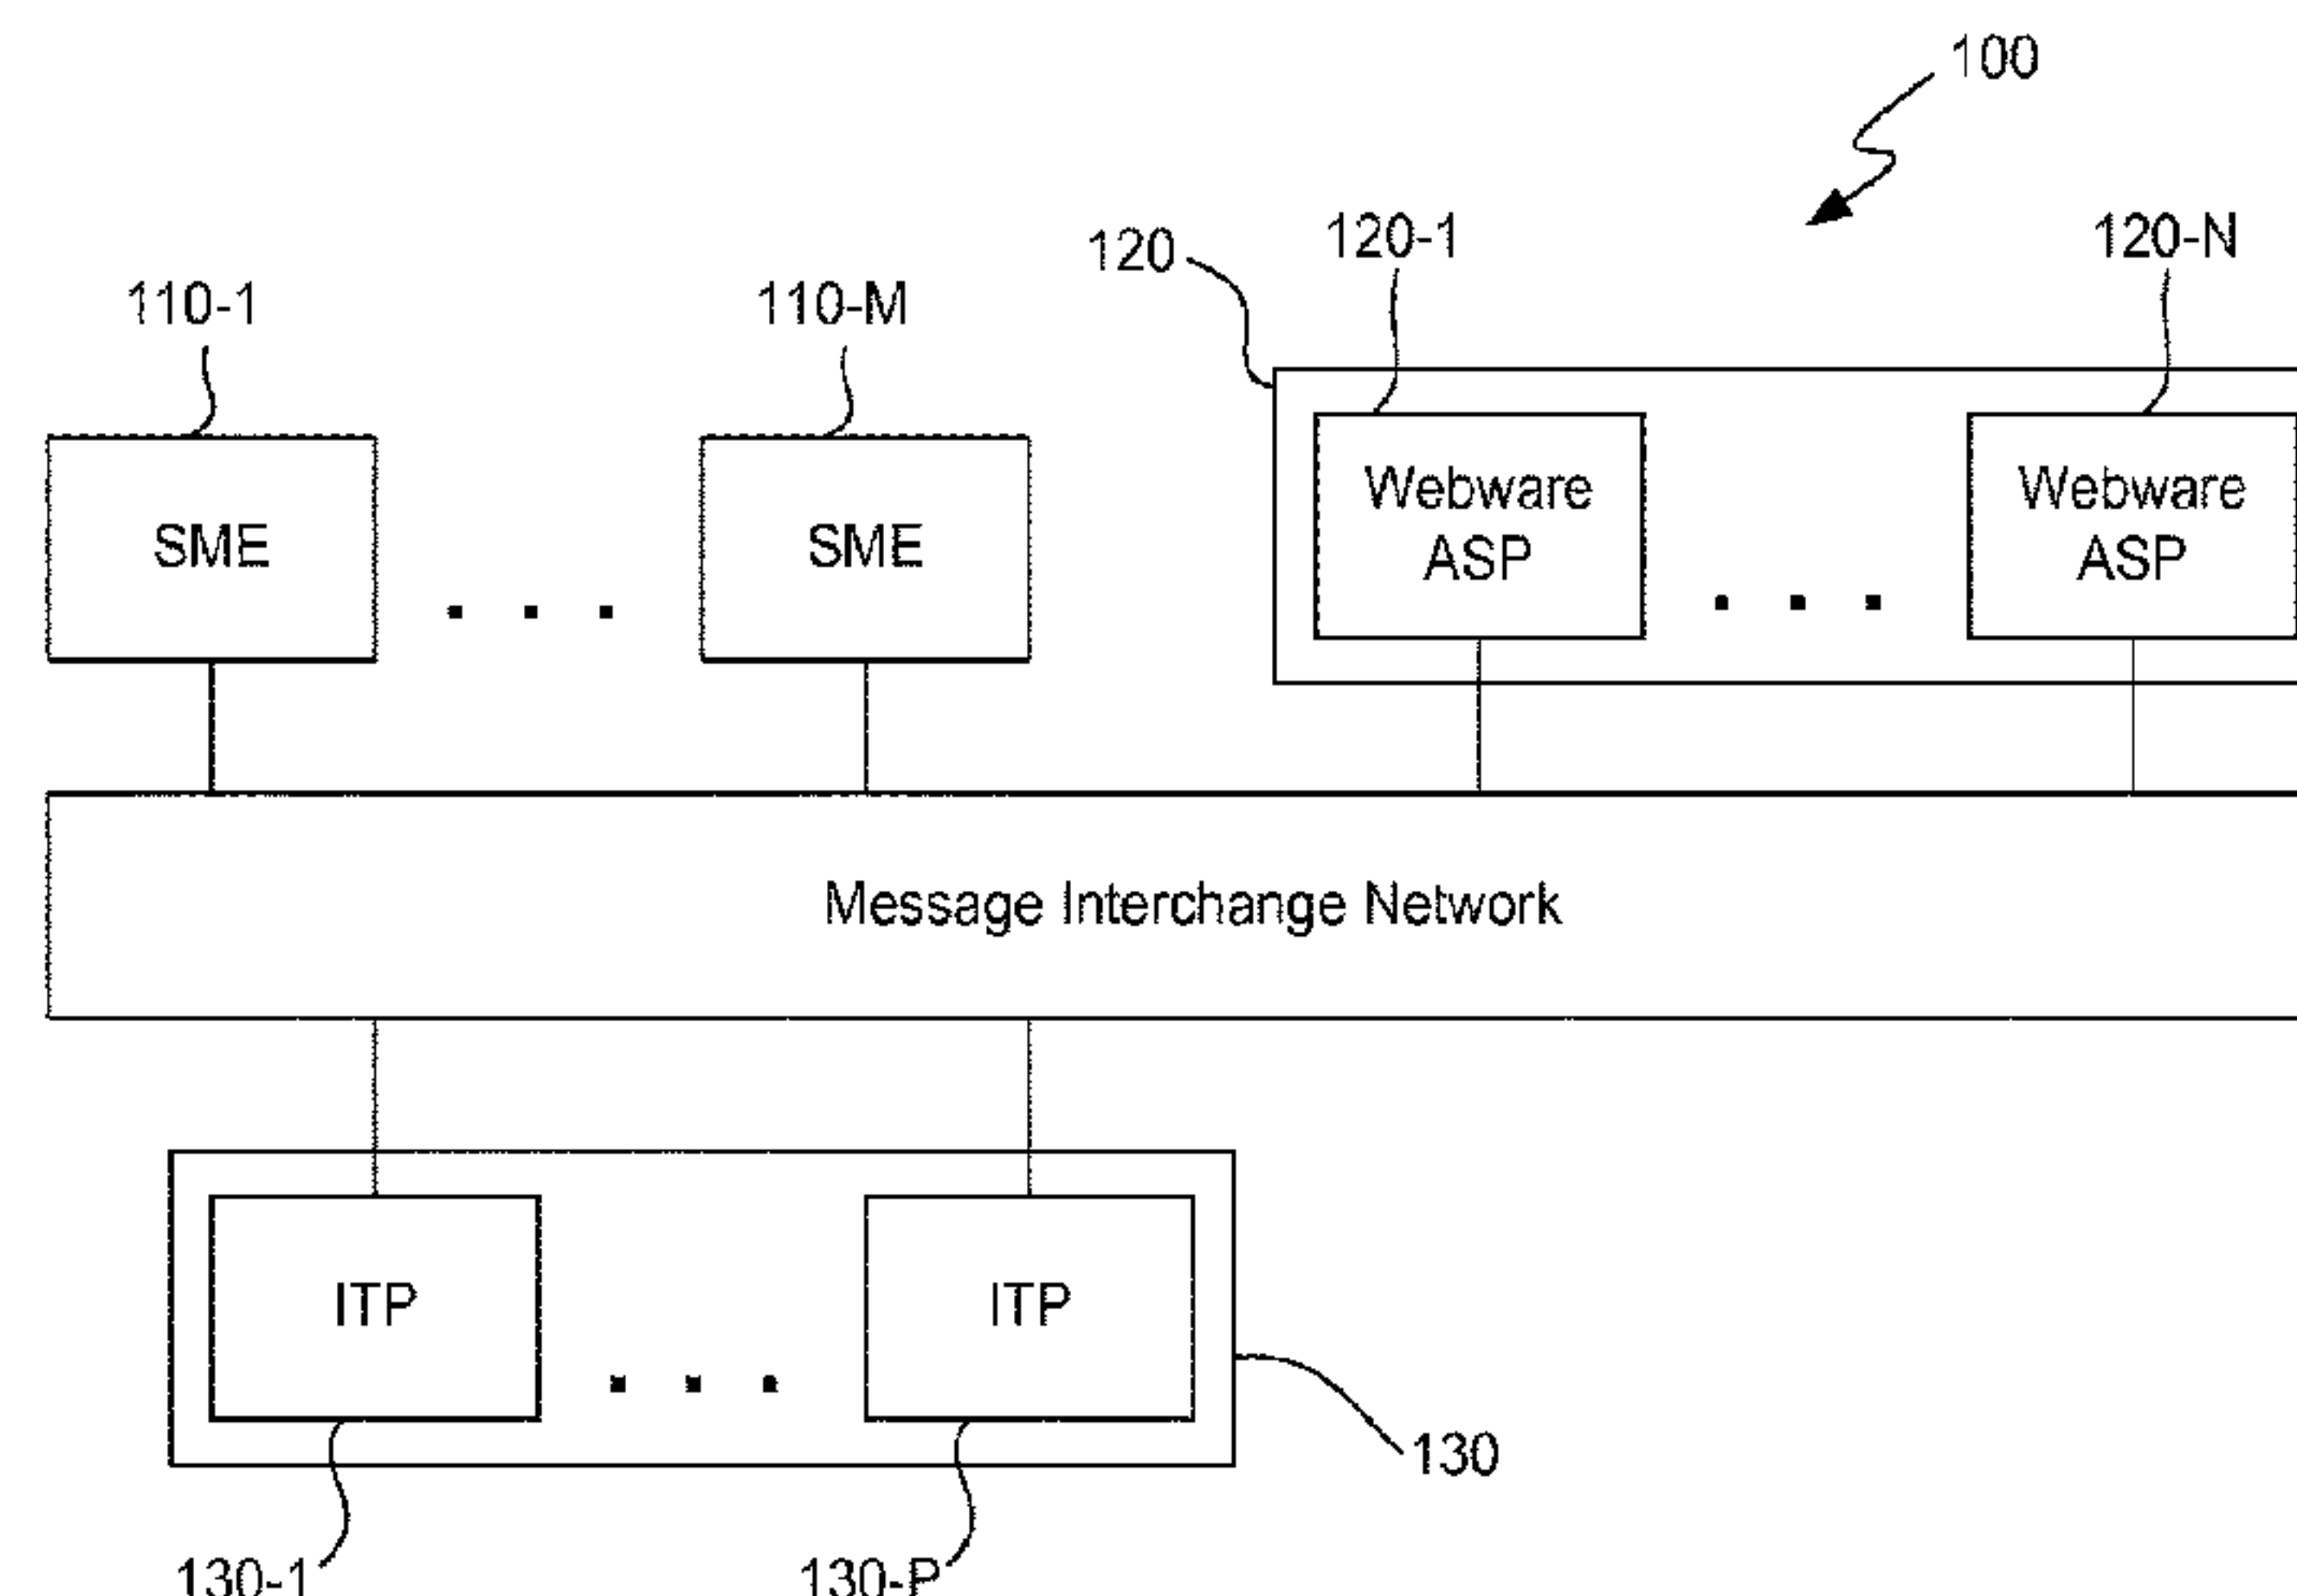 100
120
120-1
120-N
110-1
110-M
SME
SME
Webware
ASP
Webware
ASP
Message Interchange Network
ITP
ITP
130
130-1
130-P